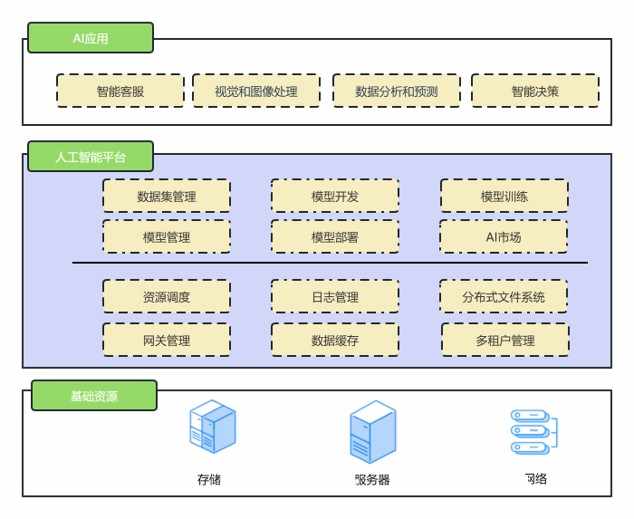 AI应用
智能客服 视觉和图像处理 数据分析和预测 智能决策
人工智能平台
数据集管理 模型开发 模型训练
模型管理 模型部署 AI市场
资源调度 日志管理 分布式文件系统
网关管理 数据缓存 多租户管理
基础资源
存储 服务器 网络